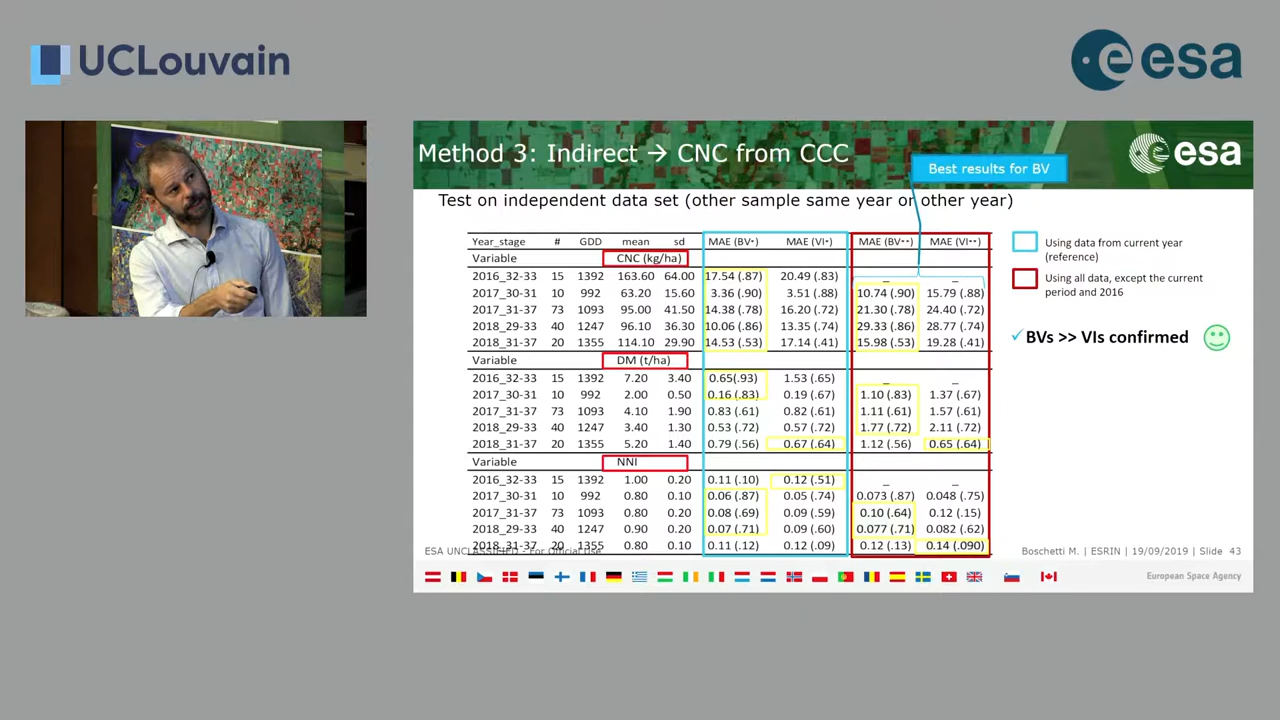 UCLouvain
esa
Method 3: Indirect → CNC from CCC
Best results for BV
esa
Test on independent data set (other sample same year or other year)
Year_stage # GDD mean sd MAE (BV*) MAE (VI*) MAE (BV**) MAE (VI**)
Variable CNC (kg/ha)
2016_32-33 15 1392 163.60 64.00 17.54 (.87) 20.49 (.83) _ _
2017_30-31 10 992 63.20 15.60 3.36 (.90) 3.51 (.88) 10.74 (.90) 15.79 (.88)
2017_31-37 73 1093 95.00 41.50 14.38 (.78) 16.20 (.72) 21.30 (.78) 24.40 (.72)
2018_29-33 40 1247 96.10 36.30 10.06 (.86) 13.35 (.74) 29.33 (.86) 28.77 (.74)
2018_31-37 20 1355 114.10 29.90 14.53 (.53) 17.14 (.41) 15.98 (.53) 19.28 (.41)
Variable DM (t/ha)
2016_32-33 15 1392 7.20 3.40 0.65(.93) 1.53 (.65) _ _
2017_30-31 10 992 2.00 0.50 0.16 (.83) 0.19 (.67) 1.10 (.83) 1.37 (.67)
2017_31-37 73 1093 4.10 1.90 0.83 (.61) 0.82 (.61) 1.11 (.61) 1.57 (.61)
2018_29-33 40 1247 3.40 1.30 0.53 (.72) 0.57 (.72) 1.77 (.72) 2.11 (.72)
2018_31-37 20 1355 5.20 1.40 0.79 (.56) 0.67 (.64) 1.12 (.56) 0.65 (.64)
Variable NNI
2016_32-33 15 1392 1.00 0.20 0.11 (.10) 0.12 (.51) _ _
2017_30-31 10 992 0.80 0.10 0.06 (.87) 0.05 (.74) 0.073 (.87) 0.048 (.75)
2017_31-37 73 1093 0.80 0.20 0.08 (.69) 0.09 (.59) 0.10 (.64) 0.12 (.15)
2018_29-33 40 1247 0.90 0.20 0.07 (.71) 0.09 (.60) 0.077 (.71) 0.082 (.62)
2018_31-37 20 1355 0.80 0.10 0.11 (.12) 0.12 (.09) 0.12 (.13) 0.14 (.090)
Using data from current year
(reference)
Using all data, except the current
period and 2016
✓BVs >> VIs confirmed
ESA UNCLASSIFIED - For Official Use
Boschetti M. | ESRIN | 19/09/2019 | Slide 43
European Space Agency